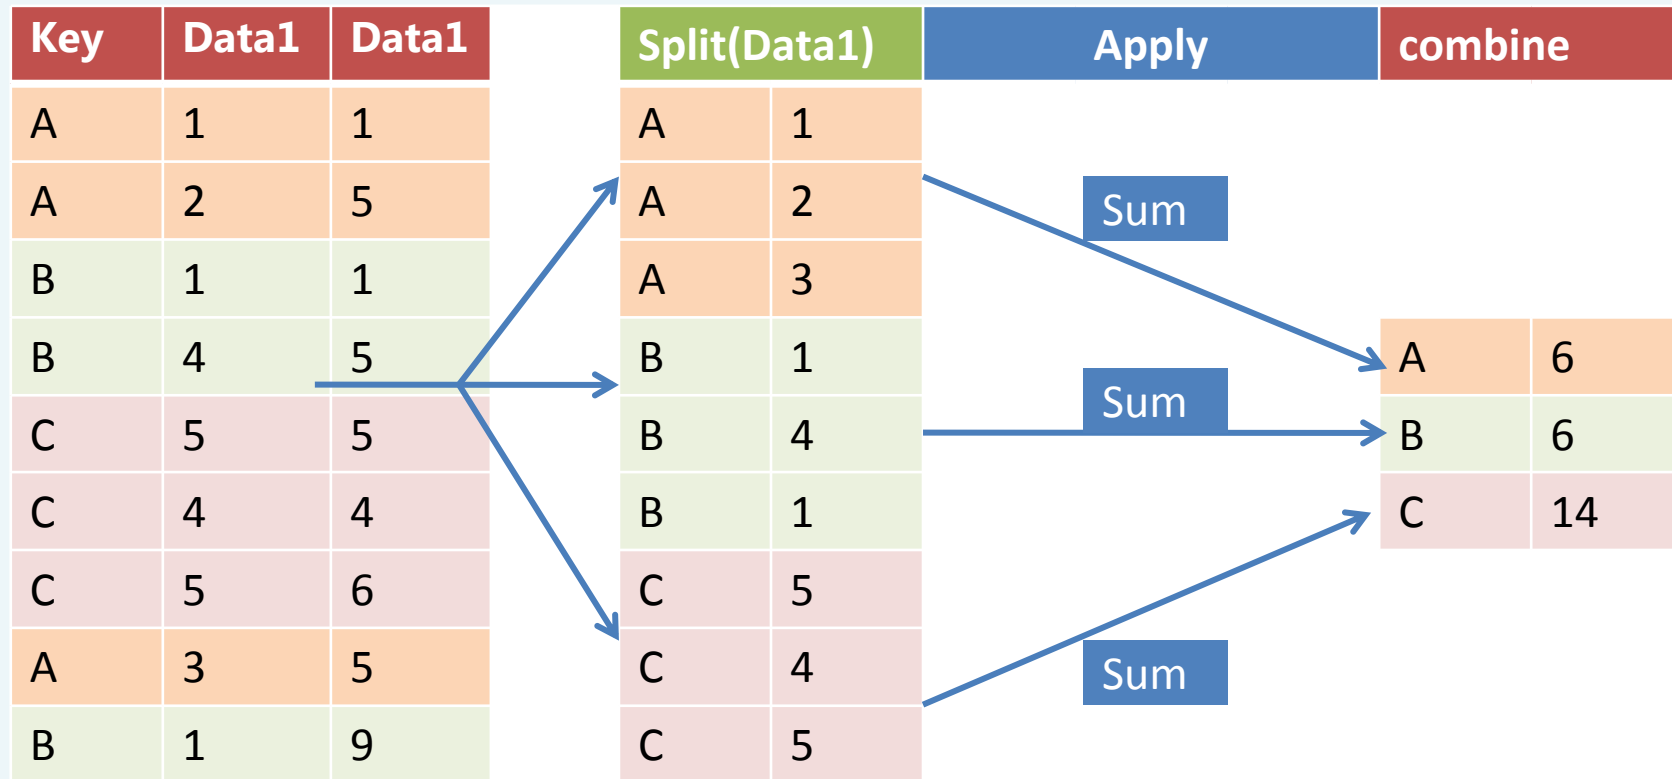 Key Data1 Data1
A 1 1
A 2 5
B 1 1
B 4 5
C 5 5
C 4 4
C 5 6
A 3 5
B 1 9
Split(Data1) Apply combine
A 1
A 2
A 3
B 1
B 4
B 1
C 5
C 4
C 5
Sum
Sum
Sum
A 6
B 6
C 14